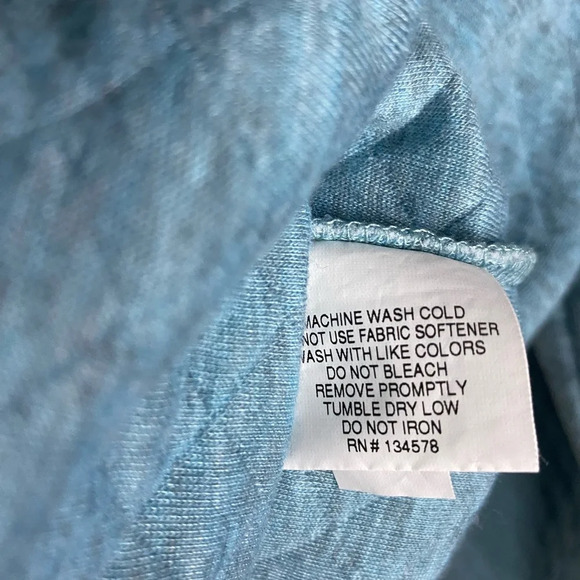 MACHINE WASH COLD
NOT USE FABRIC SOFTENER
WASH WITH LIKE COLORS
DO NOT BLEACH
REMOVE PROMPTLY
TUMBLE DRY LOW
DO NOT IRON
RN# 134578